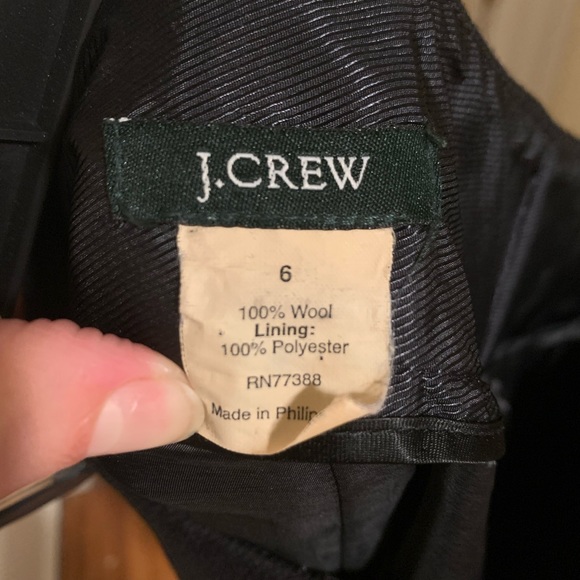 J.CREW
6
100% Wool
Lining:
100% Polyester
RN77388
Made in